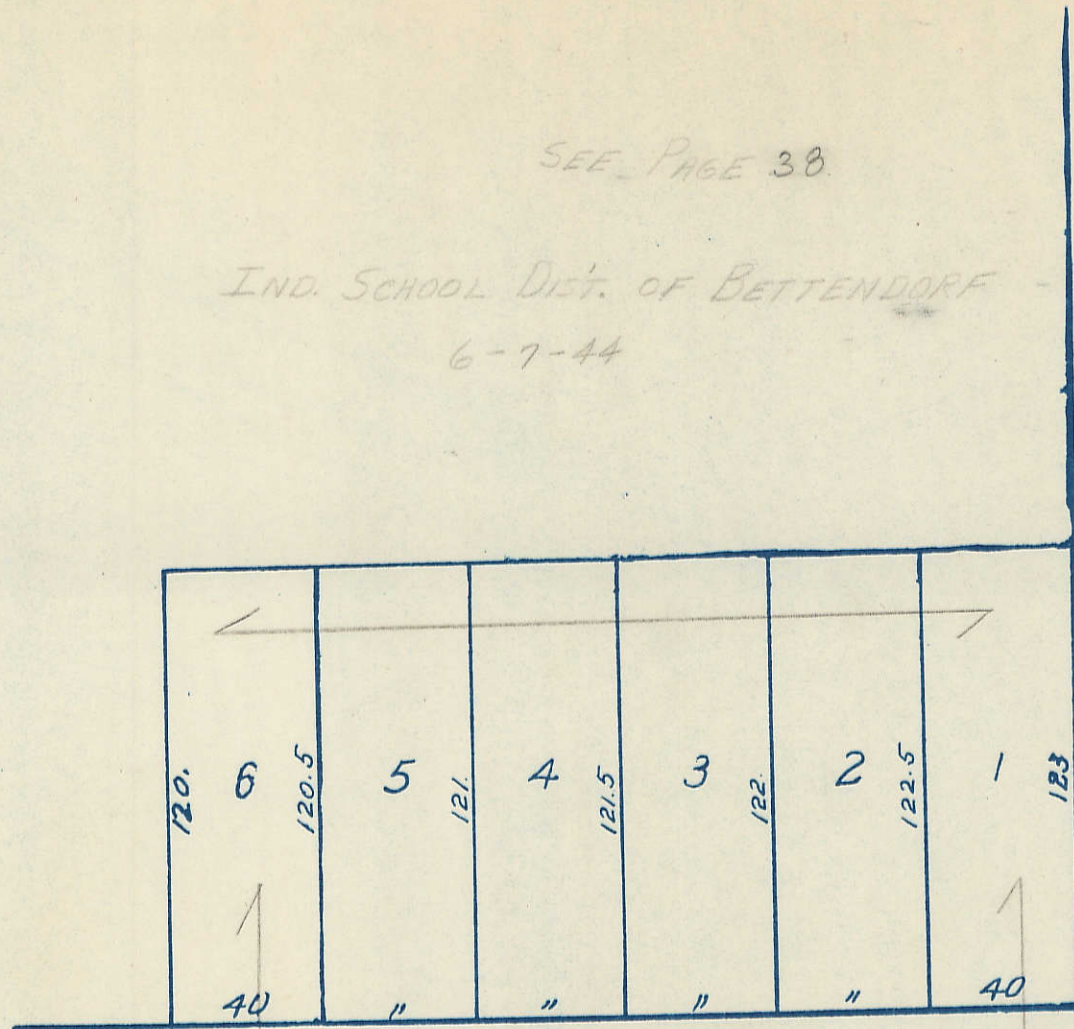 SEE PAGE 38.
IND. SCHOOL DIST. OF BETTENDORF -
6-7-44
120. 6 120.5 5 121. 4 121.5 3 122. 2 122.5 1 123
40 " " " " 40